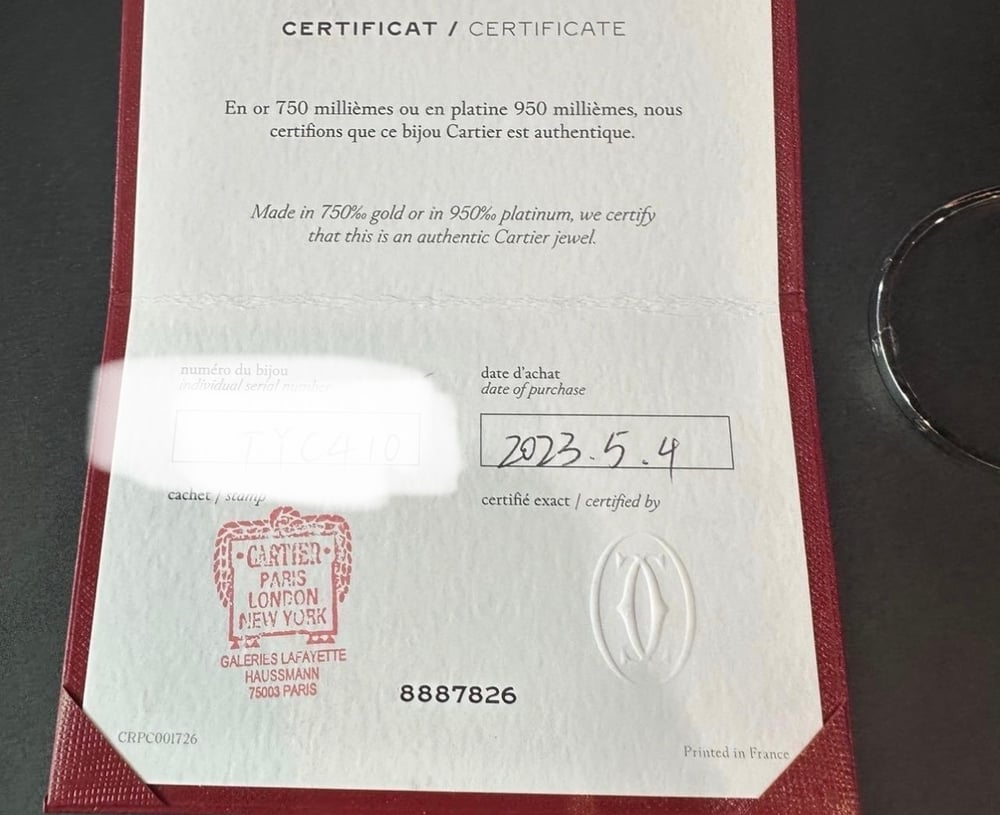 CERTIFICAT / CERTIFICATE
En or 750 millièmes ou en platine 950 millièmes, nous
certifions que ce bijou Cartier est authentique.
Made in 750‰ gold or in 950‰ platinum, we certify
that this is an authentic Cartier jewel.
numéro du bijou
individual serial number
date d'achat
date of purchase
2023.5.4
cachet / stamp
certifié exact / certified by
CARTIER
PARIS
LONDON
NEW YORK
GALERIES LAFAYETTE
HAUSSMANN
75003 PARIS
8887826
CRPC001726
Printed in France